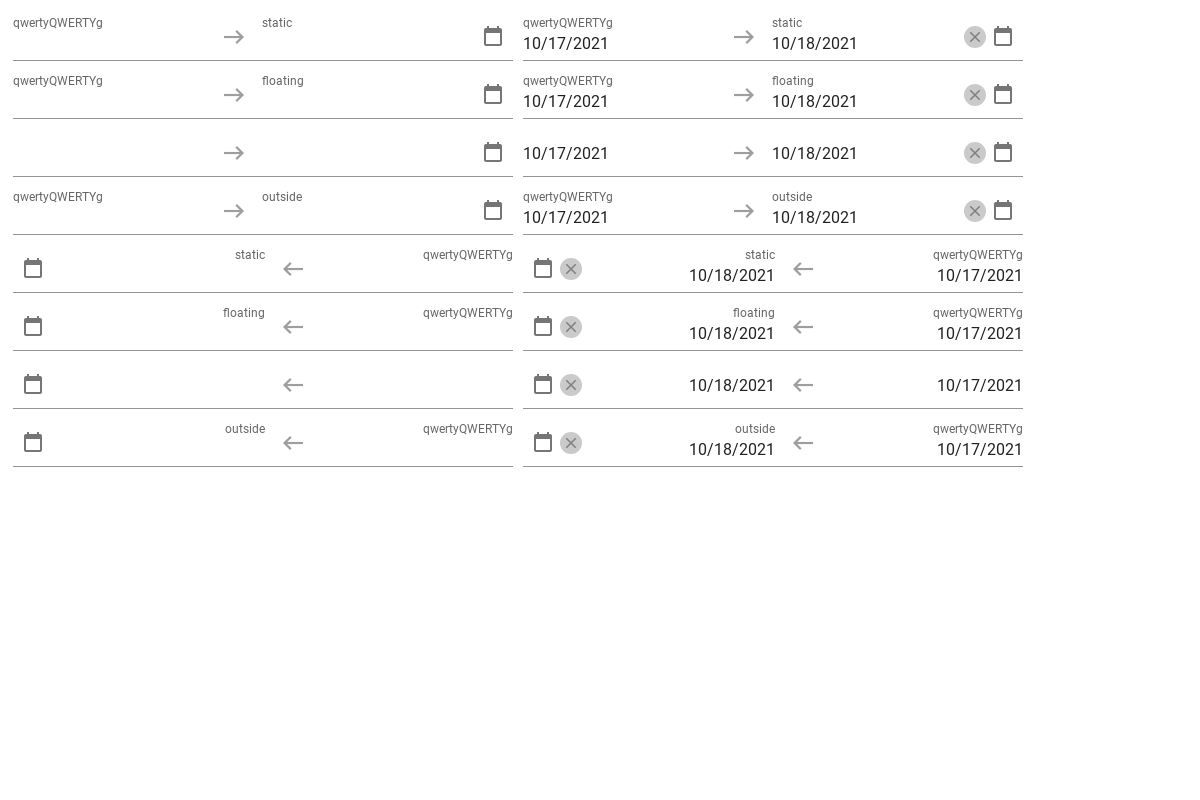 qwertyQWERTYg static qwertyQWERTYg static
10/17/2021 10/18/2021
qwertyQWERTYg floating qwertyQWERTYg floating
10/17/2021 10/18/2021
10/17/2021 10/18/2021
qwertyQWERTYg outside qwertyQWERTYg outside
10/17/2021 10/18/2021
static qwertyQWERTYg static qwertyQWERTYg
10/18/2021 10/17/2021
floating qwertyQWERTYg floating qwertyQWERTYg
10/18/2021 10/17/2021
10/18/2021 10/17/2021
outside qwertyQWERTYg outside qwertyQWERTYg
10/18/2021 10/17/2021